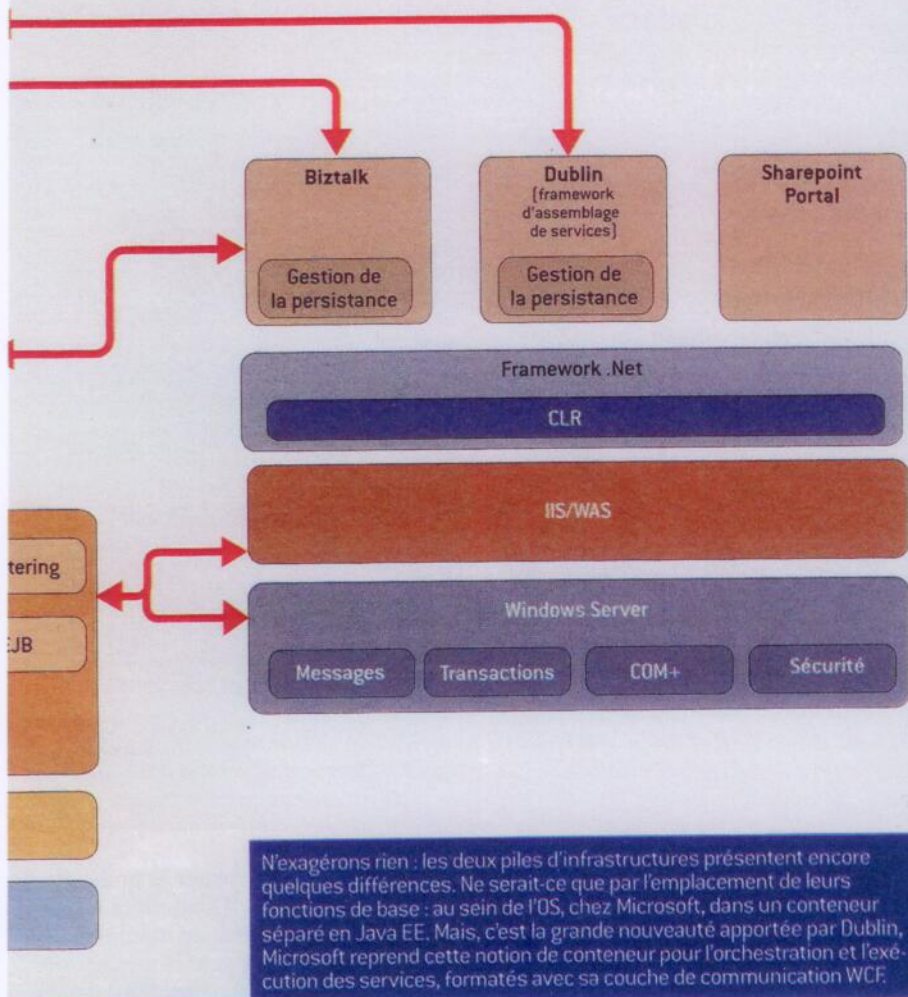 Biztalk
Gestion de
la persistance
Dublin
[framework
d'assemblage
de services]
Gestion de
la persistance
Sharepoint
Portal
Framework .Net
CLR
IIS/WAS
tering
EJB
Windows Server
Messages
Transactions
COM+
Sécurité
N'exagérons rien : les deux piles d'infrastructures présentent encore
quelques différences. Ne serait-ce que par l'emplacement de leurs
fonctions de base : au sein de l'OS, chez Microsoft, dans un conteneur
séparé en Java EE. Mais, c'est la grande nouveauté apportée par Dublin,
Microsoft reprend cette notion de conteneur pour l'orchestration et l'exé-
cution des services, formatés avec sa couche de communication WCF.